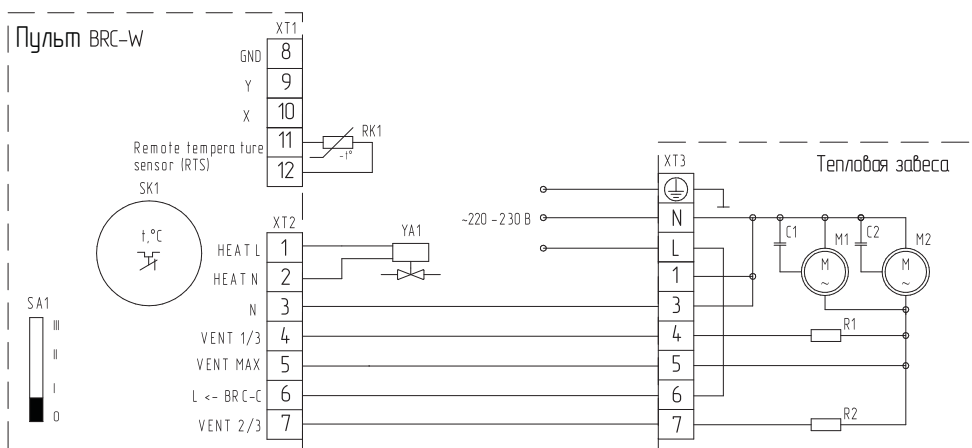 Пульт BRC-W
XT1
GND 8
Y 9
X 10
Remote temperature
sensor (RTS)
11
12
RK1
-t°
SK1
t,°C
XT2
HEAT L 1
HEAT N 2
N 3
VENT 1/3 4
VENT MAX 5
L <- BRC-C 6
VENT 2/3 7
YA1
SA1
III
II
I
0
~220-230 В
XT3
Тепловая завеса
N
L
1
3
4
5
6
7
C1
M1
C2
M2
M
~
M
~
R1
R2